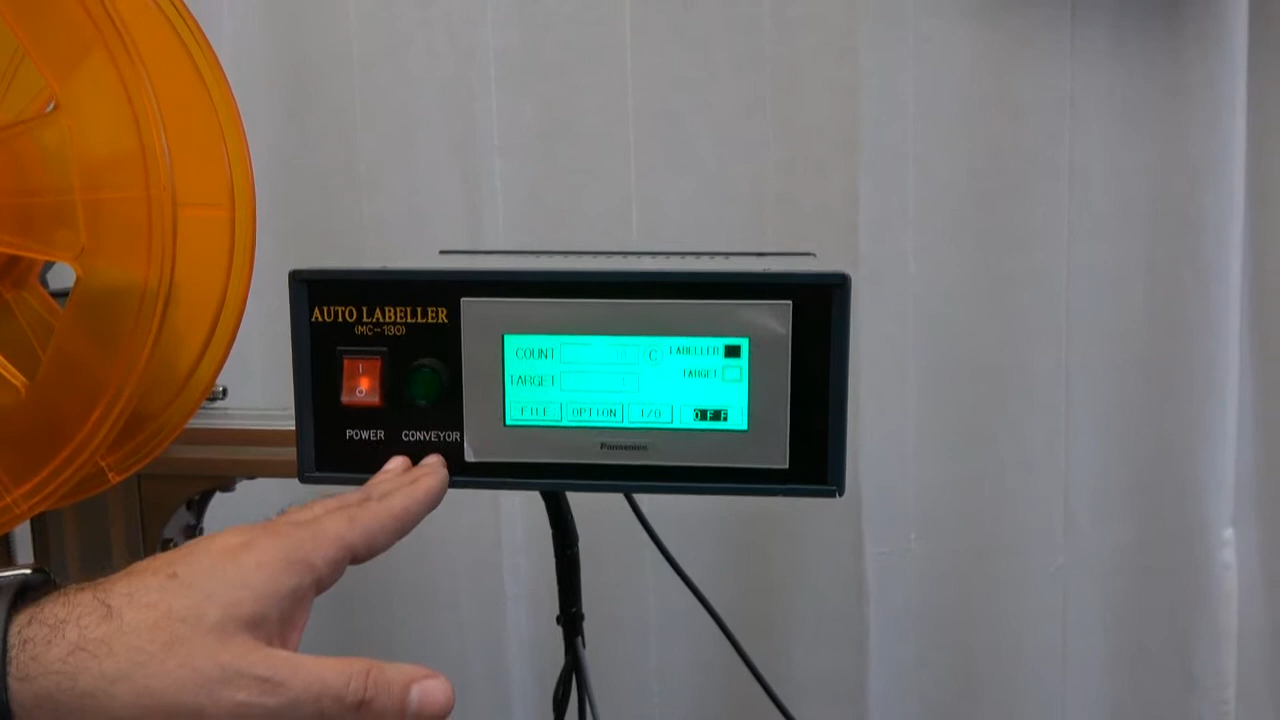 AUTO LABELLER
(MC-130)
POWER
CONVEYOR
COUNT
C
LABELLER
TARGET
TARGET
FILE
OPTION
I/O
OFF
Panasonic